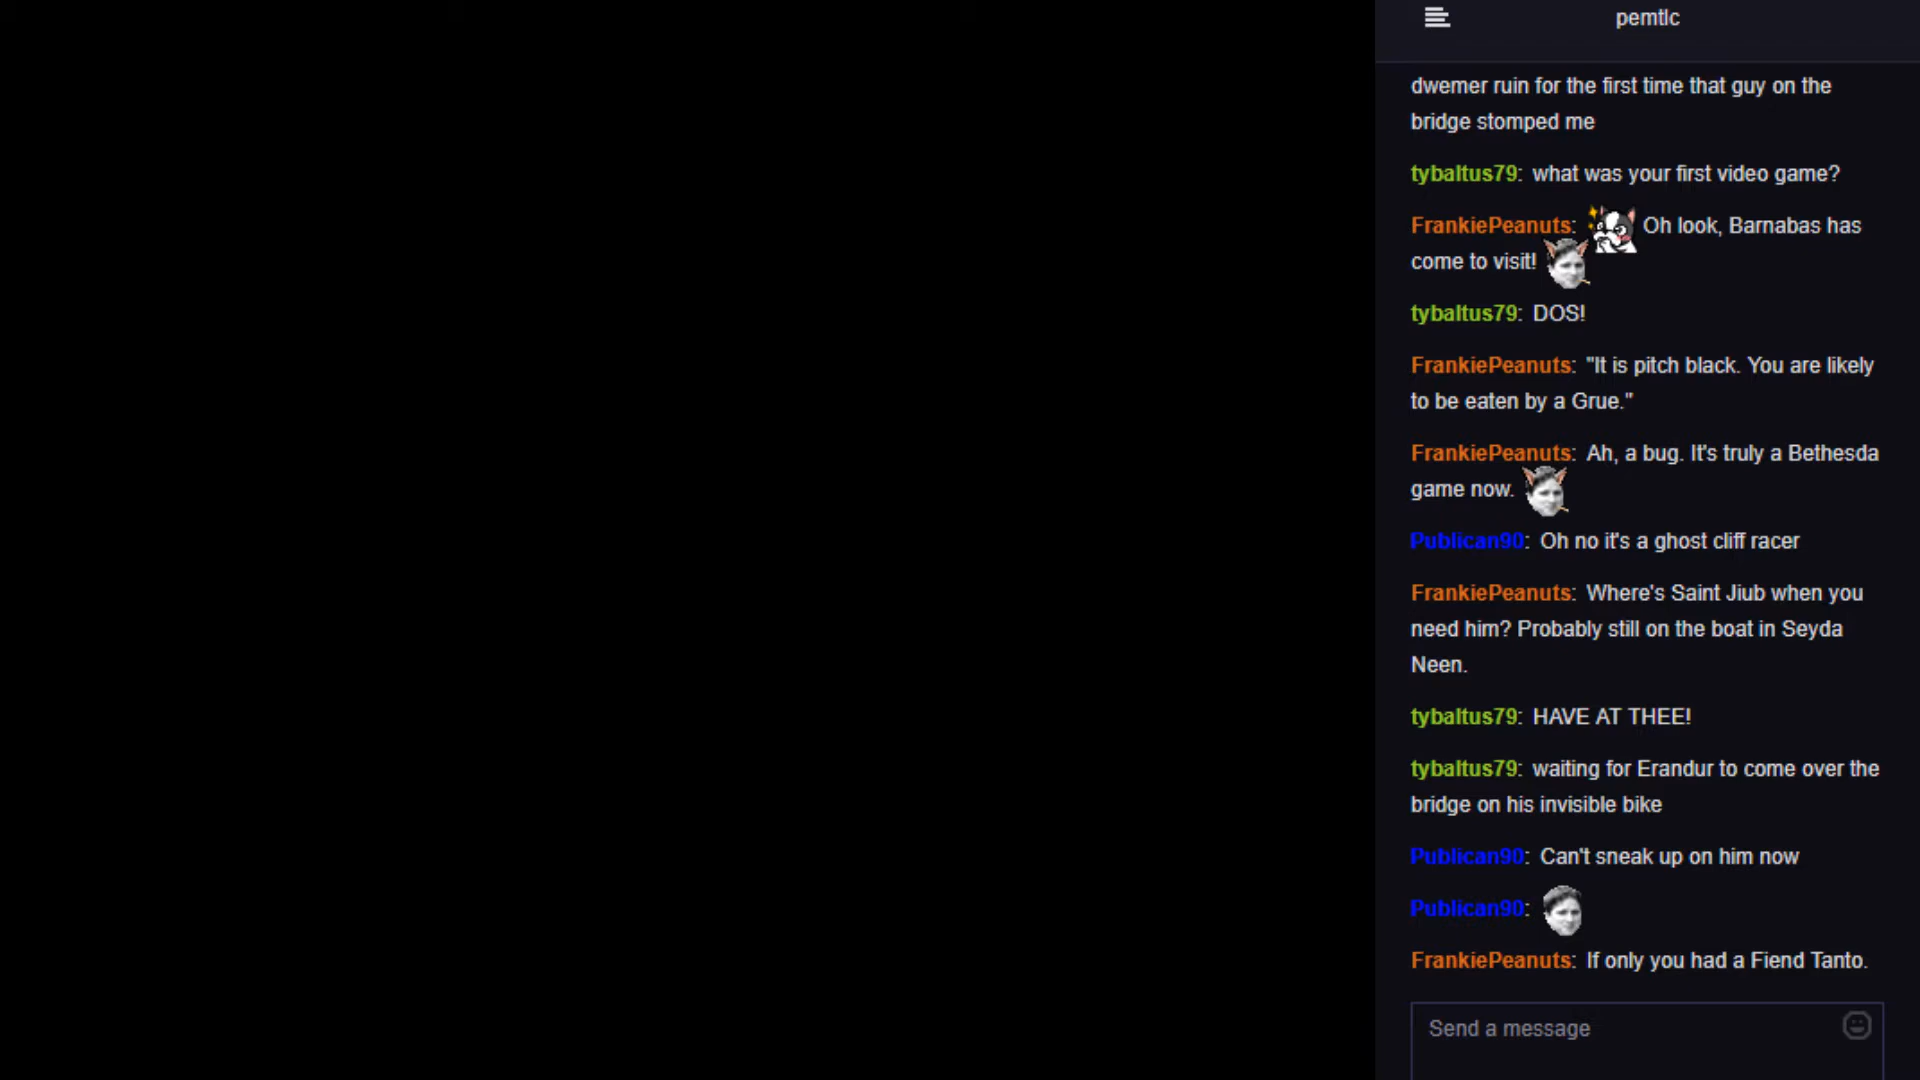 pemtlc
dwemer ruin for the first time that guy on the
bridge stomped me
tybaltus79: what was your first video game?
FrankiePeanuts: Oh look, Barnabas has
come to visit!
tybaltus79: DOS!
FrankiePeanuts: "It is pitch black. You are likely
to be eaten by a Grue."
FrankiePeanuts: Ah, a bug. It's truly a Bethesda
game now.
Publican90: Oh no it's a ghost cliff racer
FrankiePeanuts: Where's Saint Jiub when you
need him? Probably still on the boat in Seyda
Neen.
tybaltus79: HAVE AT THEE!
tybaltus79: waiting for Erandur to come over the
bridge on his invisible bike
Publican90: Can't sneak up on him now
Publican90:
FrankiePeanuts: If only you had a Fiend Tanto.
Send a message